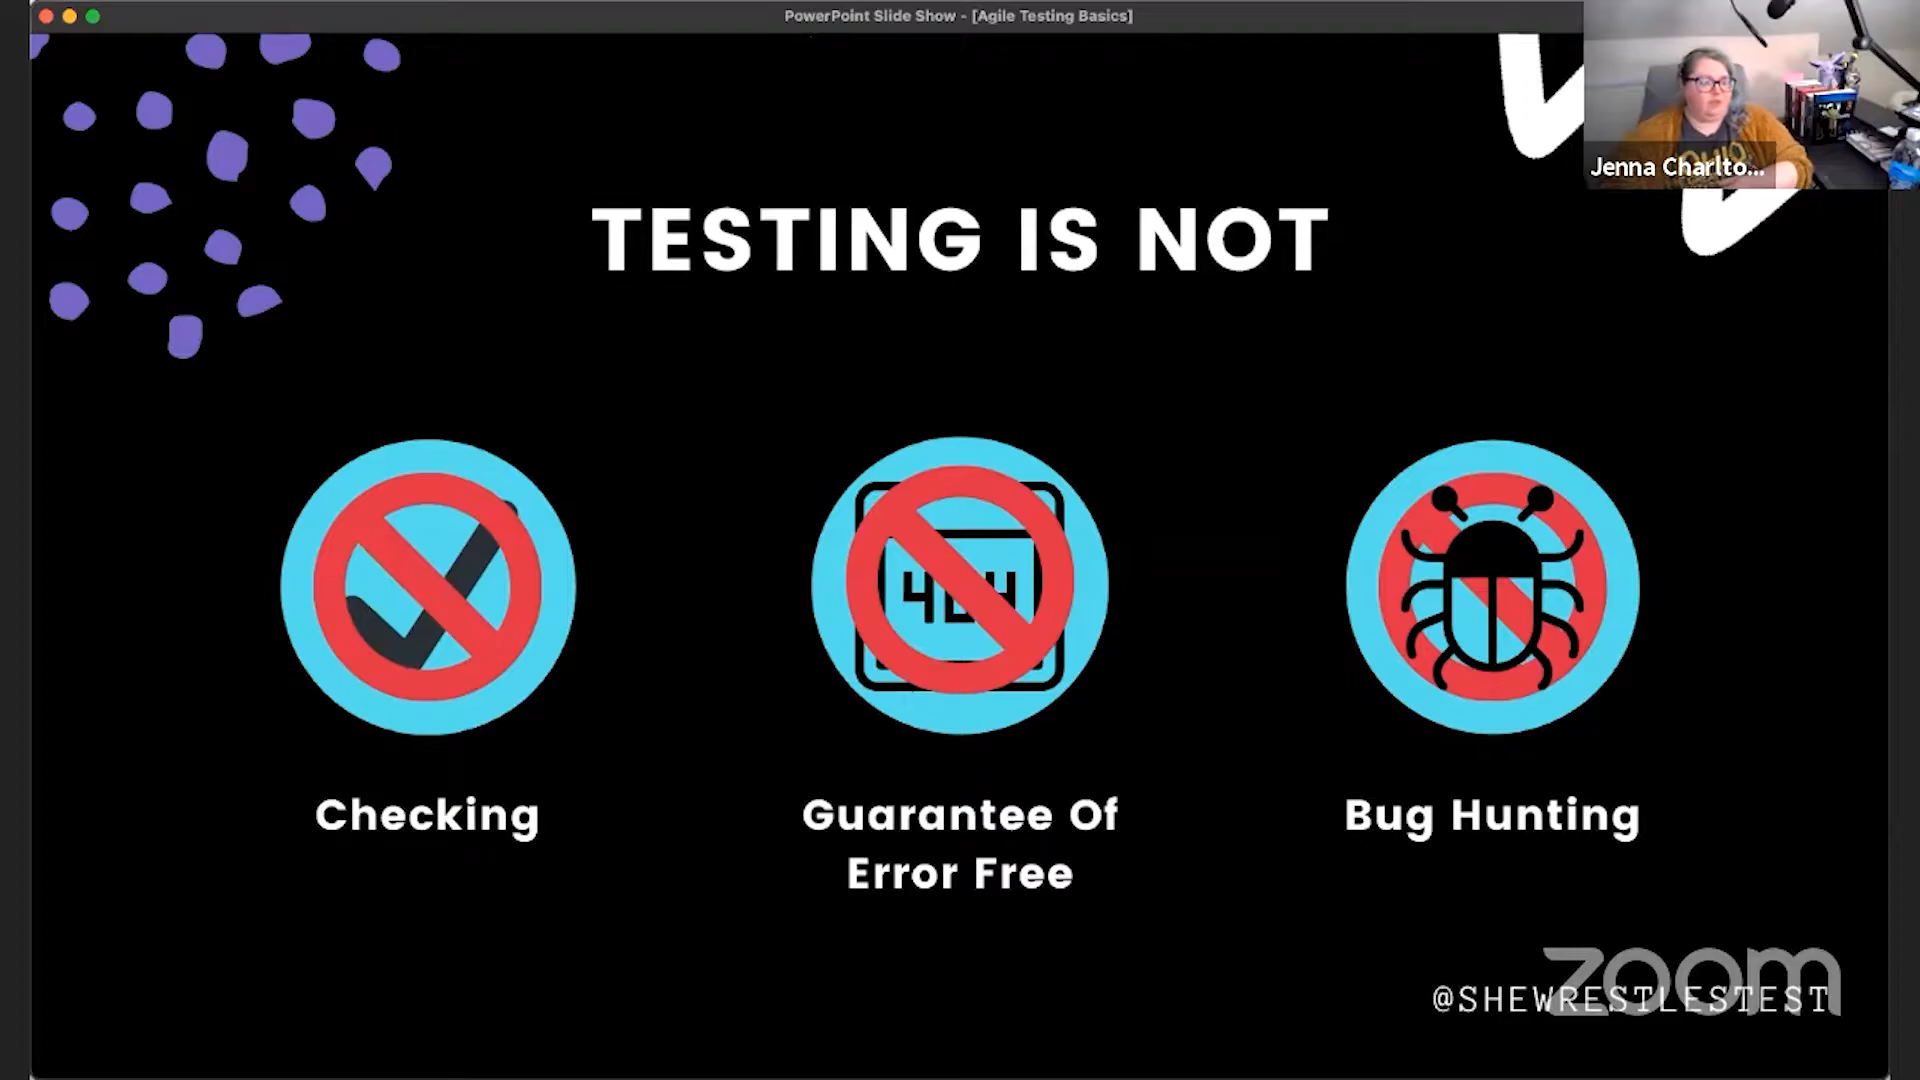 PowerPoint Slide Show - [Agile Testing Basics]
Jenna Charlto...
TESTING IS NOT
404
Checking
Guarantee Of
Error Free
Bug Hunting
zoom
@SHEWRESTLESTEST